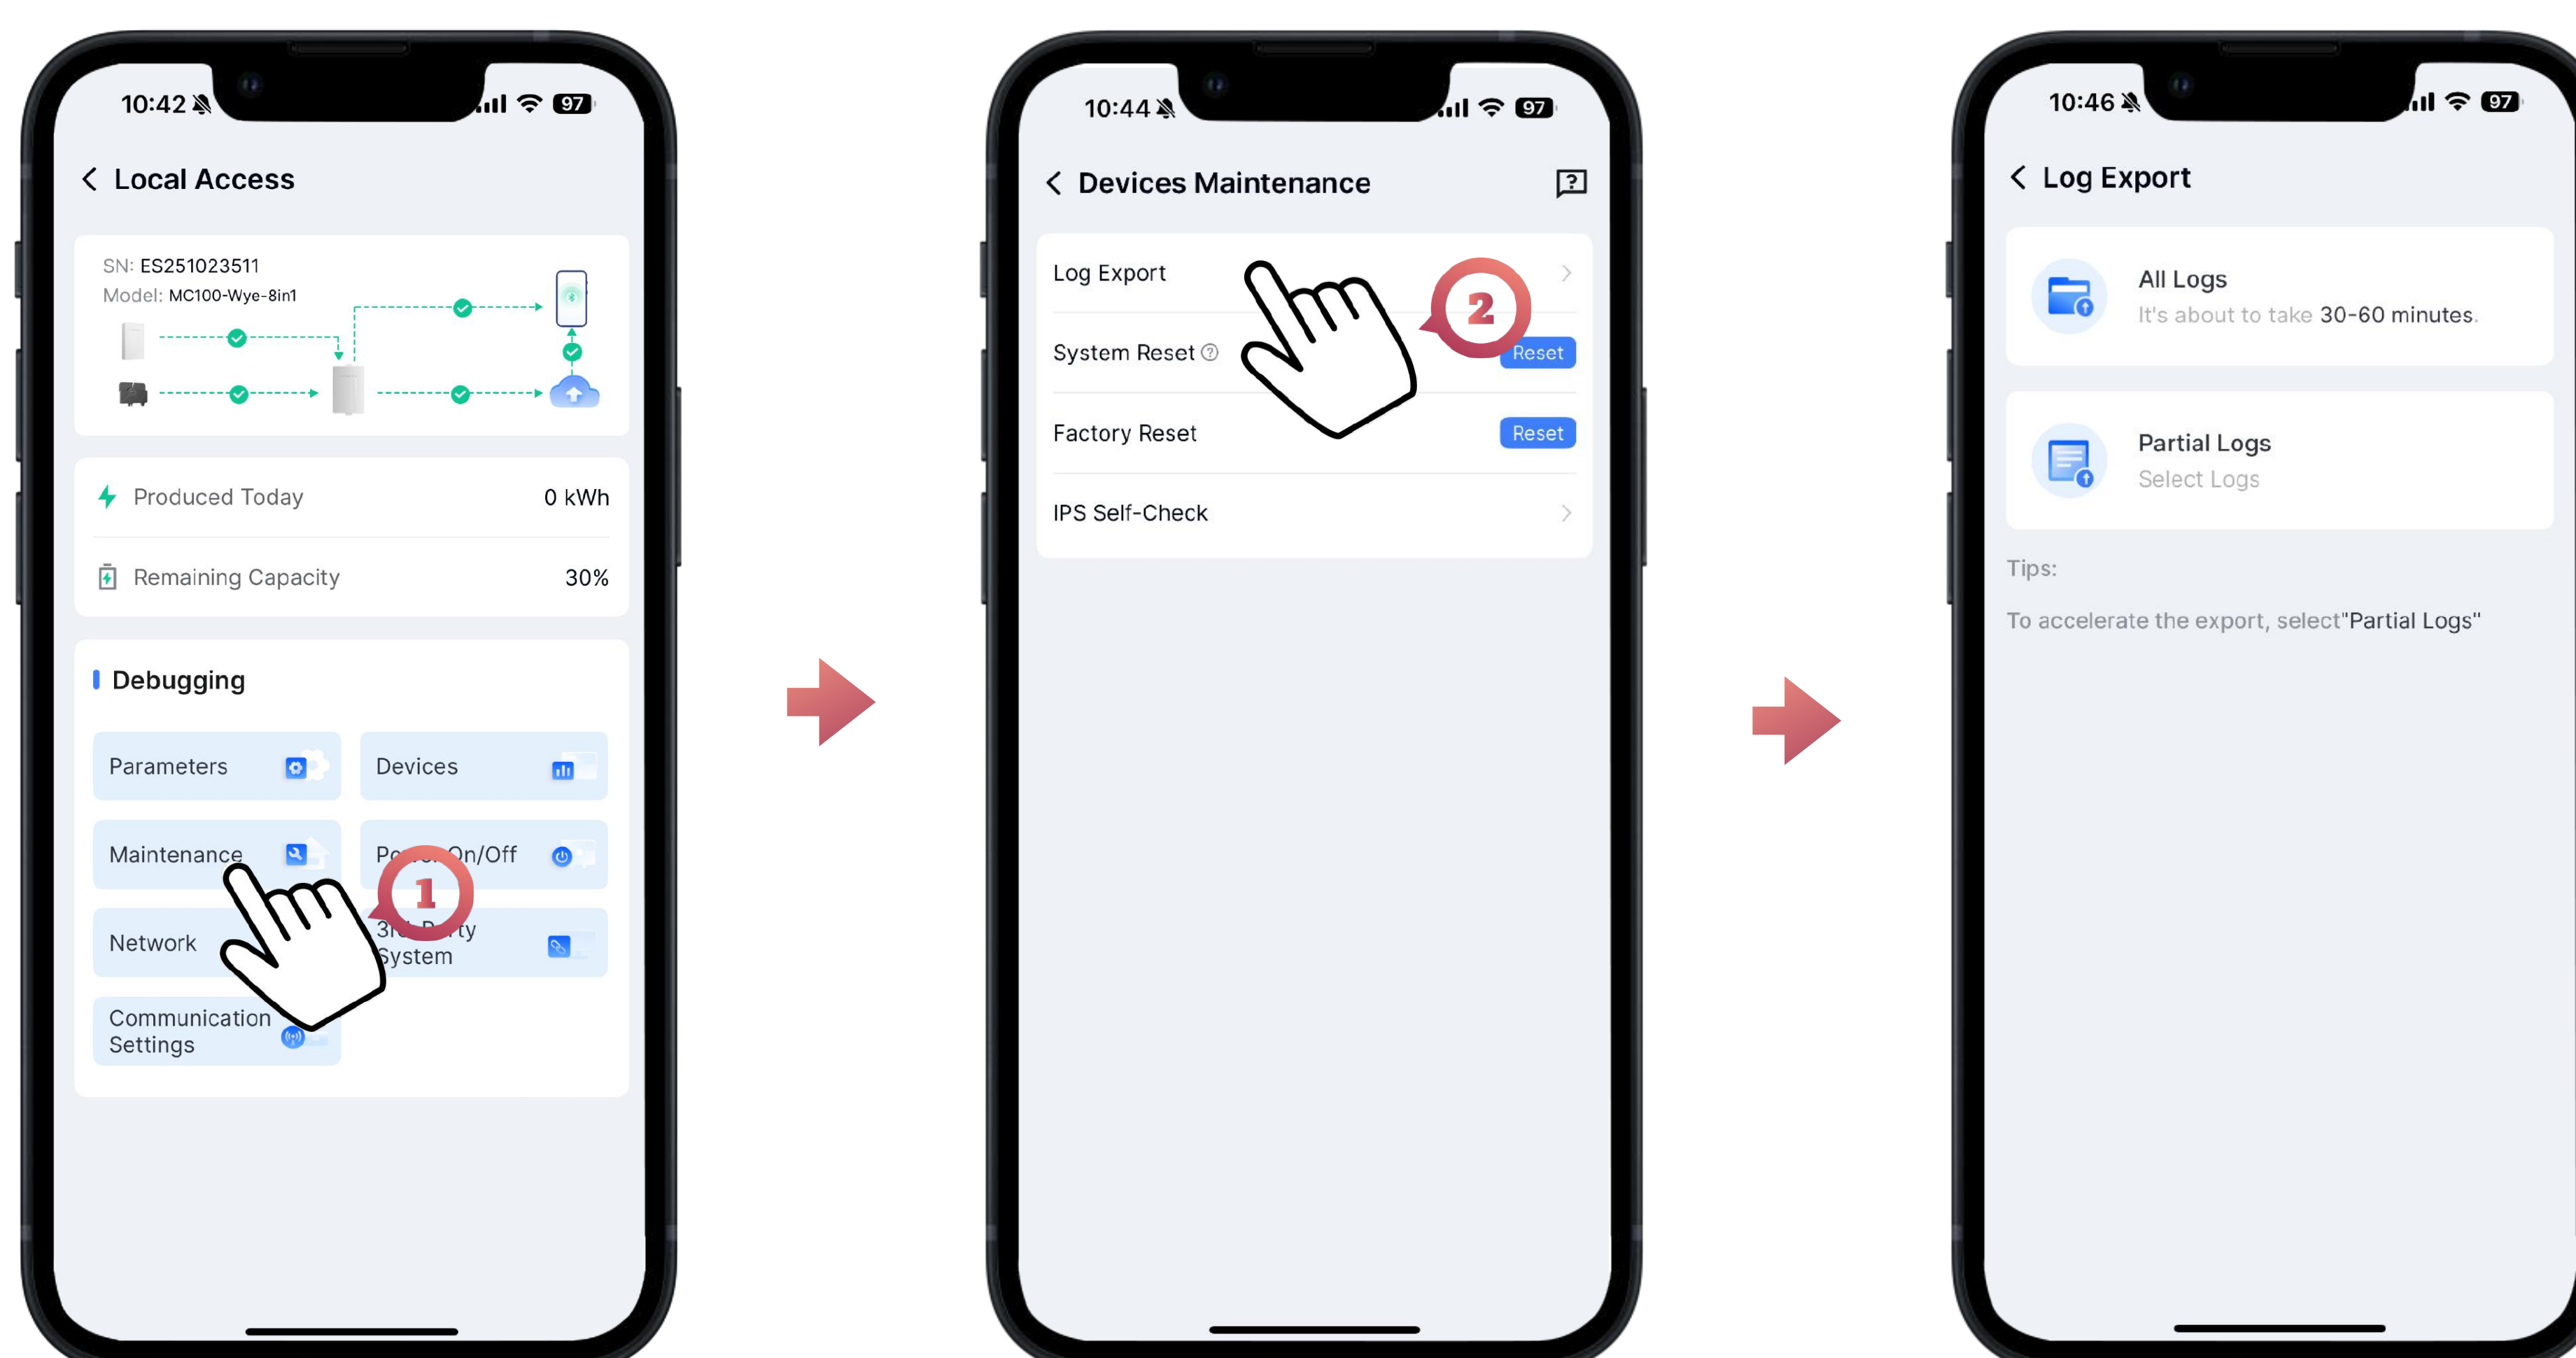 10:42
97
Local Access
SN: ES251023511
Model: MC100-Wye-8in1
Produced Today
0 kWh
Remaining Capacity
30%
Debugging
Parameters
Devices
Maintenance
On/Off
1
Network
System
Communication
Settings
10:44
97
Devices Maintenance
Log Export
2
System Reset
Reset
Factory Reset
Reset
IPS Self-Check
10:46
97
Log Export
All Logs
It's about to take 30-60 minutes.
Partial Logs
Select Logs
Tips:
To accelerate the export, select"Partial Logs"